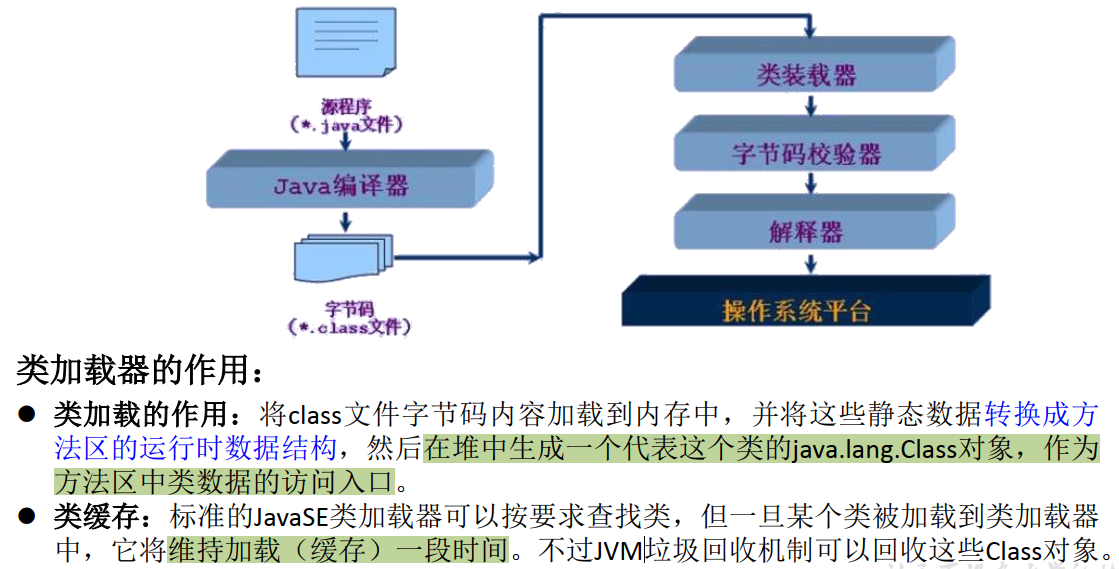 源程序
(*.java文件)
Java编译器
字节码
(*.class文件)
类装载器
字节码校验器
解释器
操作系统平台
类加载器的作用：
● 类加载的作用：将class文件字节码内容加载到内存中，并将这些静态数据转换成方
法区的运行时数据结构，然后在堆中生成一个代表这个类的java.lang.Class对象，作为
方法区中类数据的访问入口。
● 类缓存：标准的JavaSE类加载器可以按要求查找类，但一旦某个类被加载到类加载器
中，它将维持加载（缓存）一段时间。不过JVM垃圾回收机制可以回收这些Class对象。